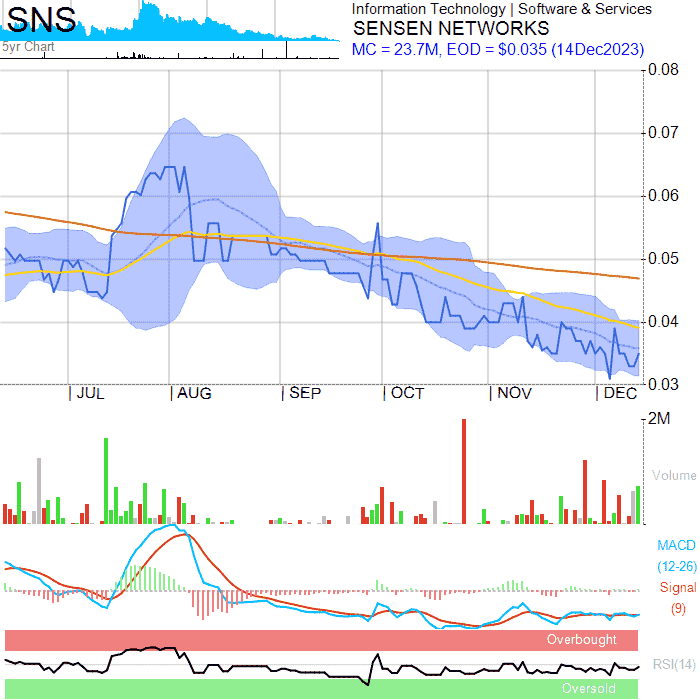 SNS
Information Technology | Software & Services
SENSEN NETWORKS
5yr Chart
MC = 23.7M, EOD = $0.035 (14Dec2023)
0.08
0.07
0.06
0.05
0.04
0.03
| JUL | AUG | SEP | OCT | NOV | DEC
2M
Volume
MACD
(12-26)
Signal
(9)
Overbought
RSI(14)
Oversold